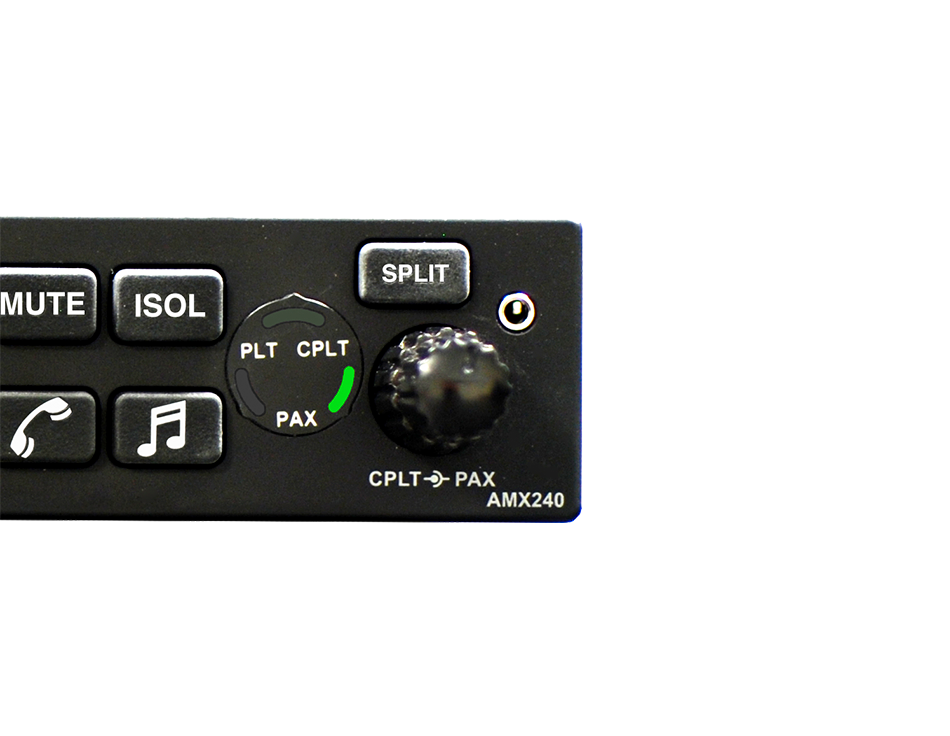 SPLIT
MUTE ISOL
PLT CPLT
PAX
CPLT PAX
AMX240